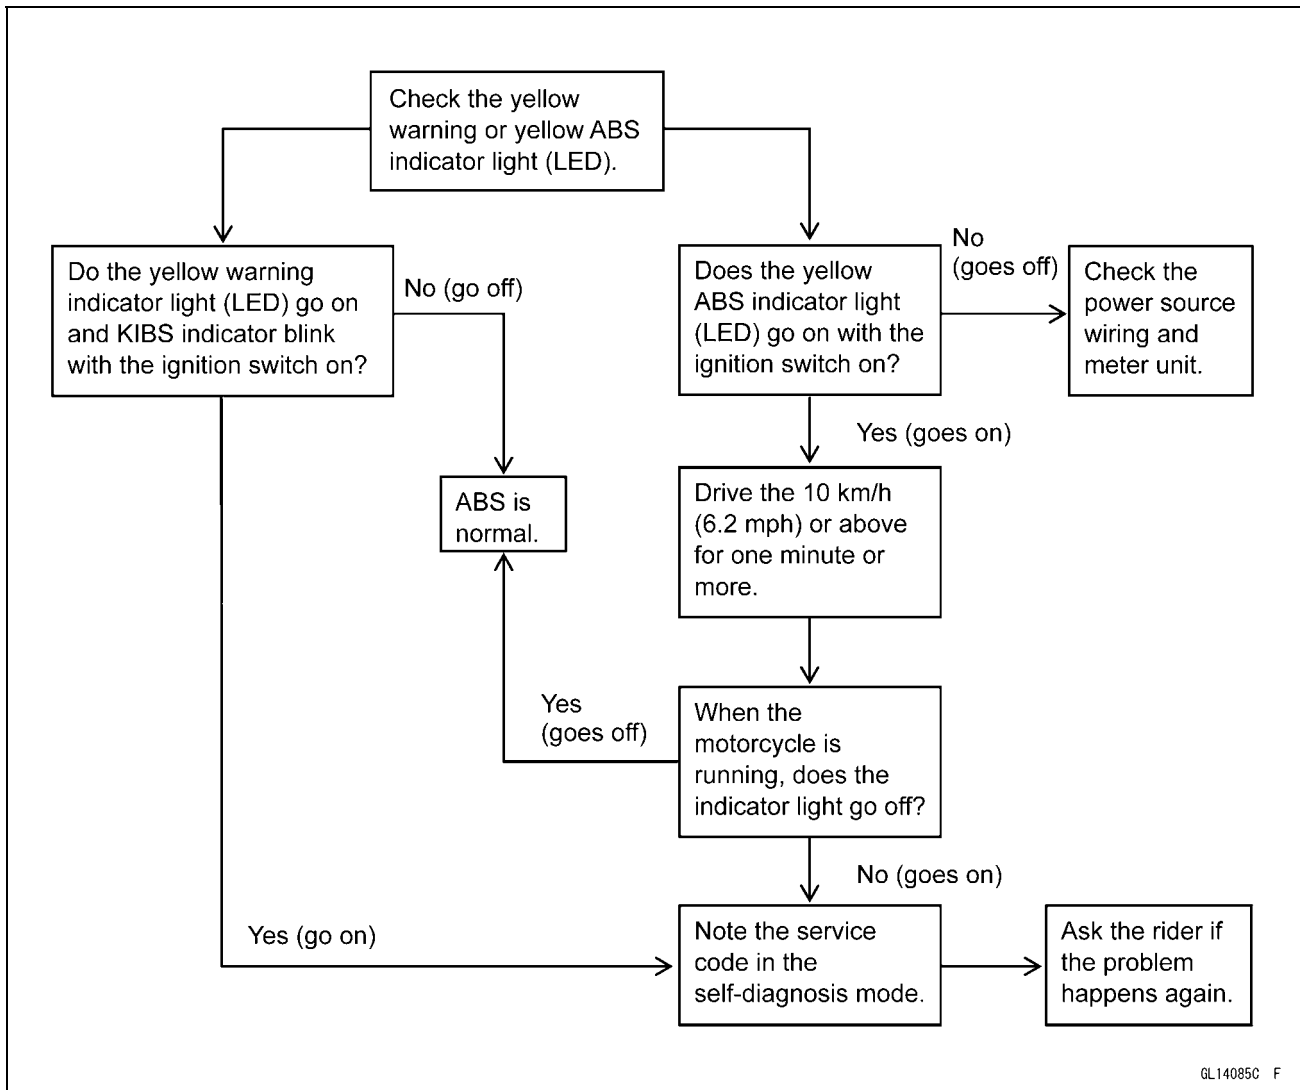 Check the yellow
warning or yellow ABS
indicator light (LED).
Do the yellow warning
indicator light (LED) go on
and KIBS indicator blink
with the ignition switch on?
No (go off)
Does the yellow
ABS indicator light
(LED) go on with the
ignition switch on?
No
(goes off)
Check the
power source
wiring and
meter unit.
Yes (goes on)
ABS is
normal.
Drive the 10 km/h
(6.2 mph) or above
for one minute or
more.
Yes
(goes off)
When the
motorcycle is
running, does the
indicator light go off?
No (goes on)
Yes (go on)
Note the service
code in the
self-diagnosis mode.
Ask the rider if
the problem
happens again.
GL14085C F